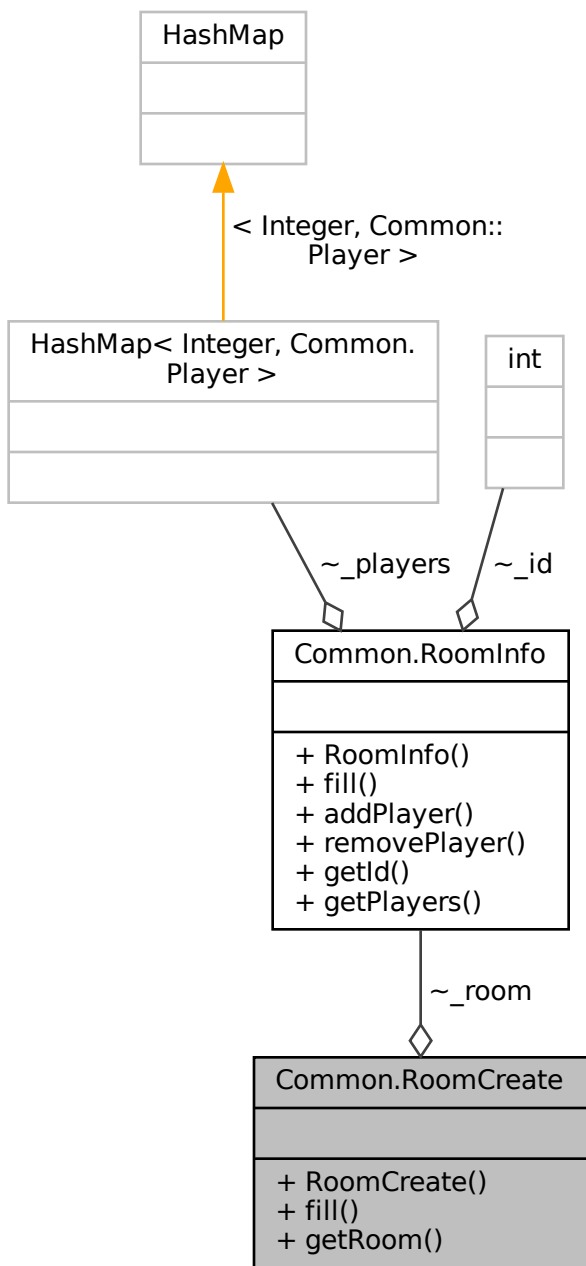 HashMap
< Integer, Common::
Player >
HashMap< Integer, Common.
Player >
int
~_players
~_id
Common.RoomInfo
+ RoomInfo()
+ fill()
+ addPlayer()
+ removePlayer()
+ getId()
+ getPlayers()
~_room
Common.RoomCreate
+ RoomCreate()
+ fill()
+ getRoom()